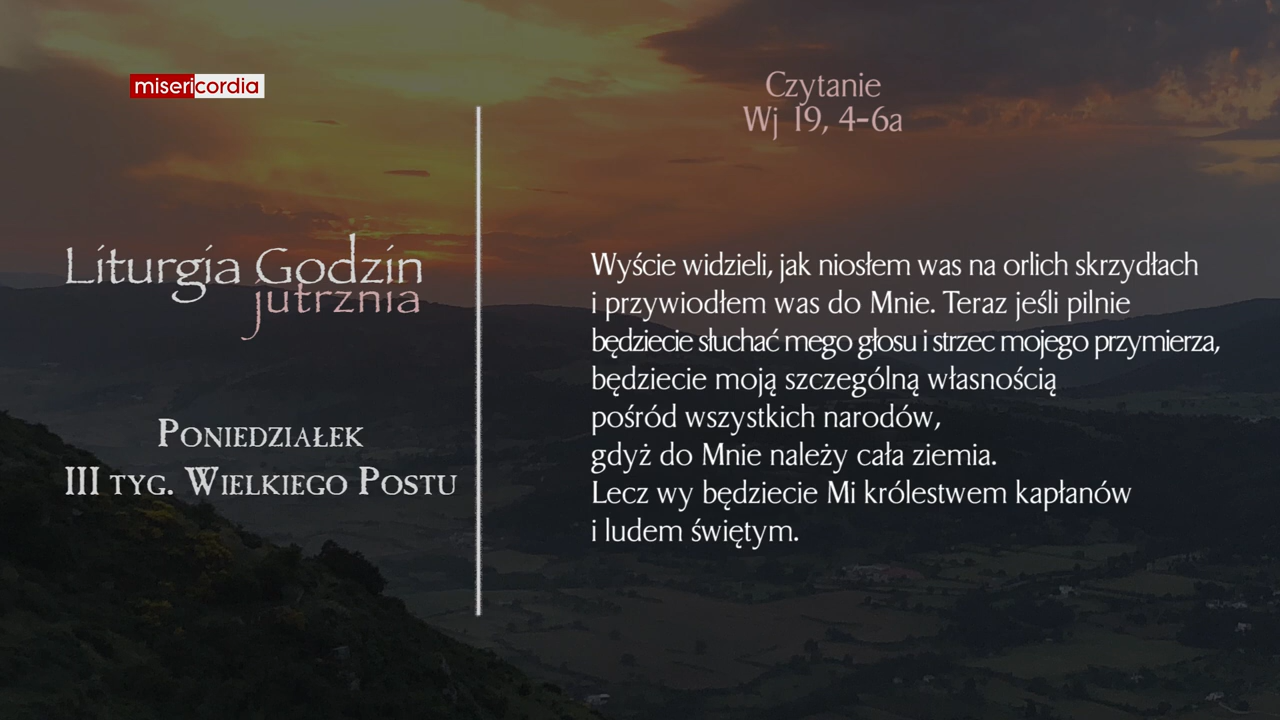 misericordia
Liturgia Godzin
jutrznia
Poniedziałek
III tyg. Wielkiego Postu
Czytanie
Wj 19, 4-6a
Wyście widzieli, jak niosłem was na orlich skrzydłach
i przywiodłem was do Mnie. Teraz jeśli pilnie
będziecie słuchać mego głosu i strzec mojego przymierza,
będziecie moją szczególną własnością
pośród wszystkich narodów,
gdyż do Mnie należy cała ziemia.
Lecz wy będziecie Mi królestwem kapłanów
i ludem świętym.